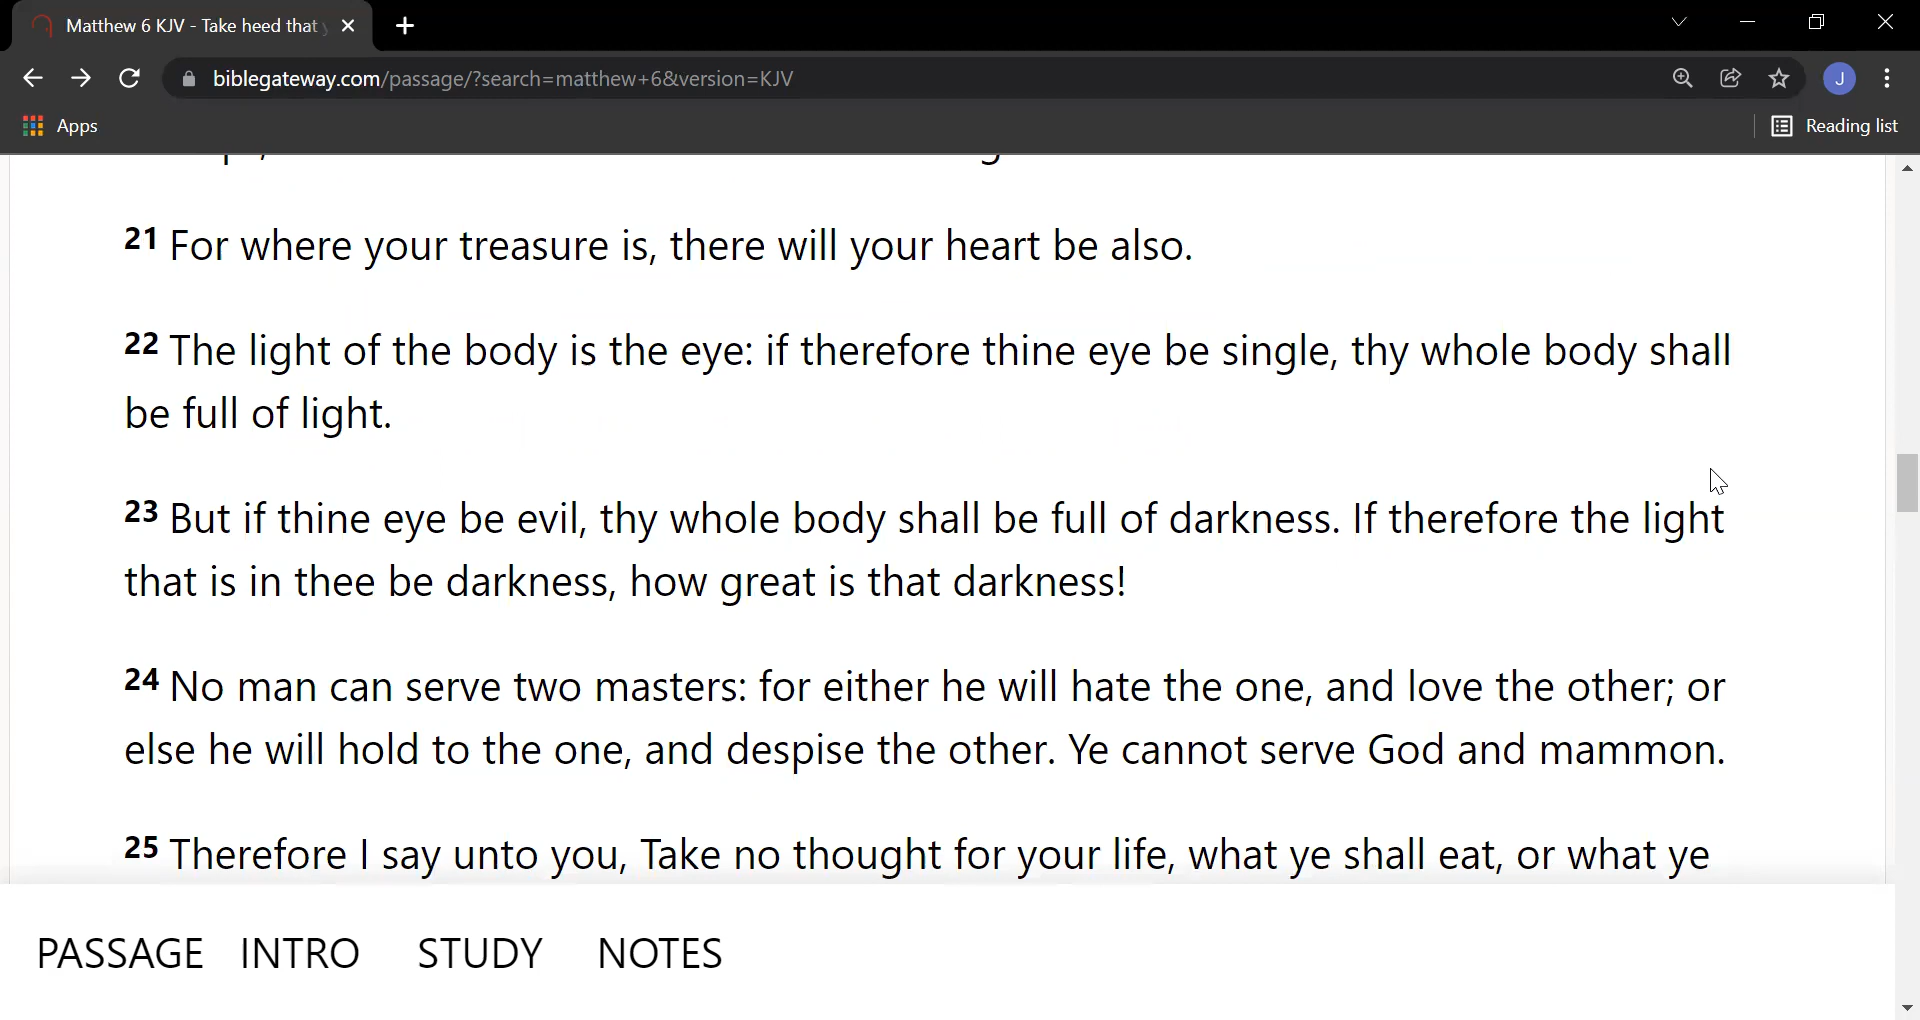 Matthew 6 KJV - Take heed that
biblegateway.com/passage/?search=matthew+6&version=KJV
J
Apps
Reading list
21 For where your treasure is, there will your heart be also.
22 The light of the body is the eye: if therefore thine eye be single, thy whole body shall
be full of light.
23 But if thine eye be evil, thy whole body shall be full of darkness. If therefore the light
that is in thee be darkness, how great is that darkness!
24 No man can serve two masters: for either he will hate the one, and love the other; or
else he will hold to the one, and despise the other. Ye cannot serve God and mammon.
25 Therefore I say unto you, Take no thought for your life, what ye shall eat, or what ye
PASSAGE INTRO STUDY NOTES